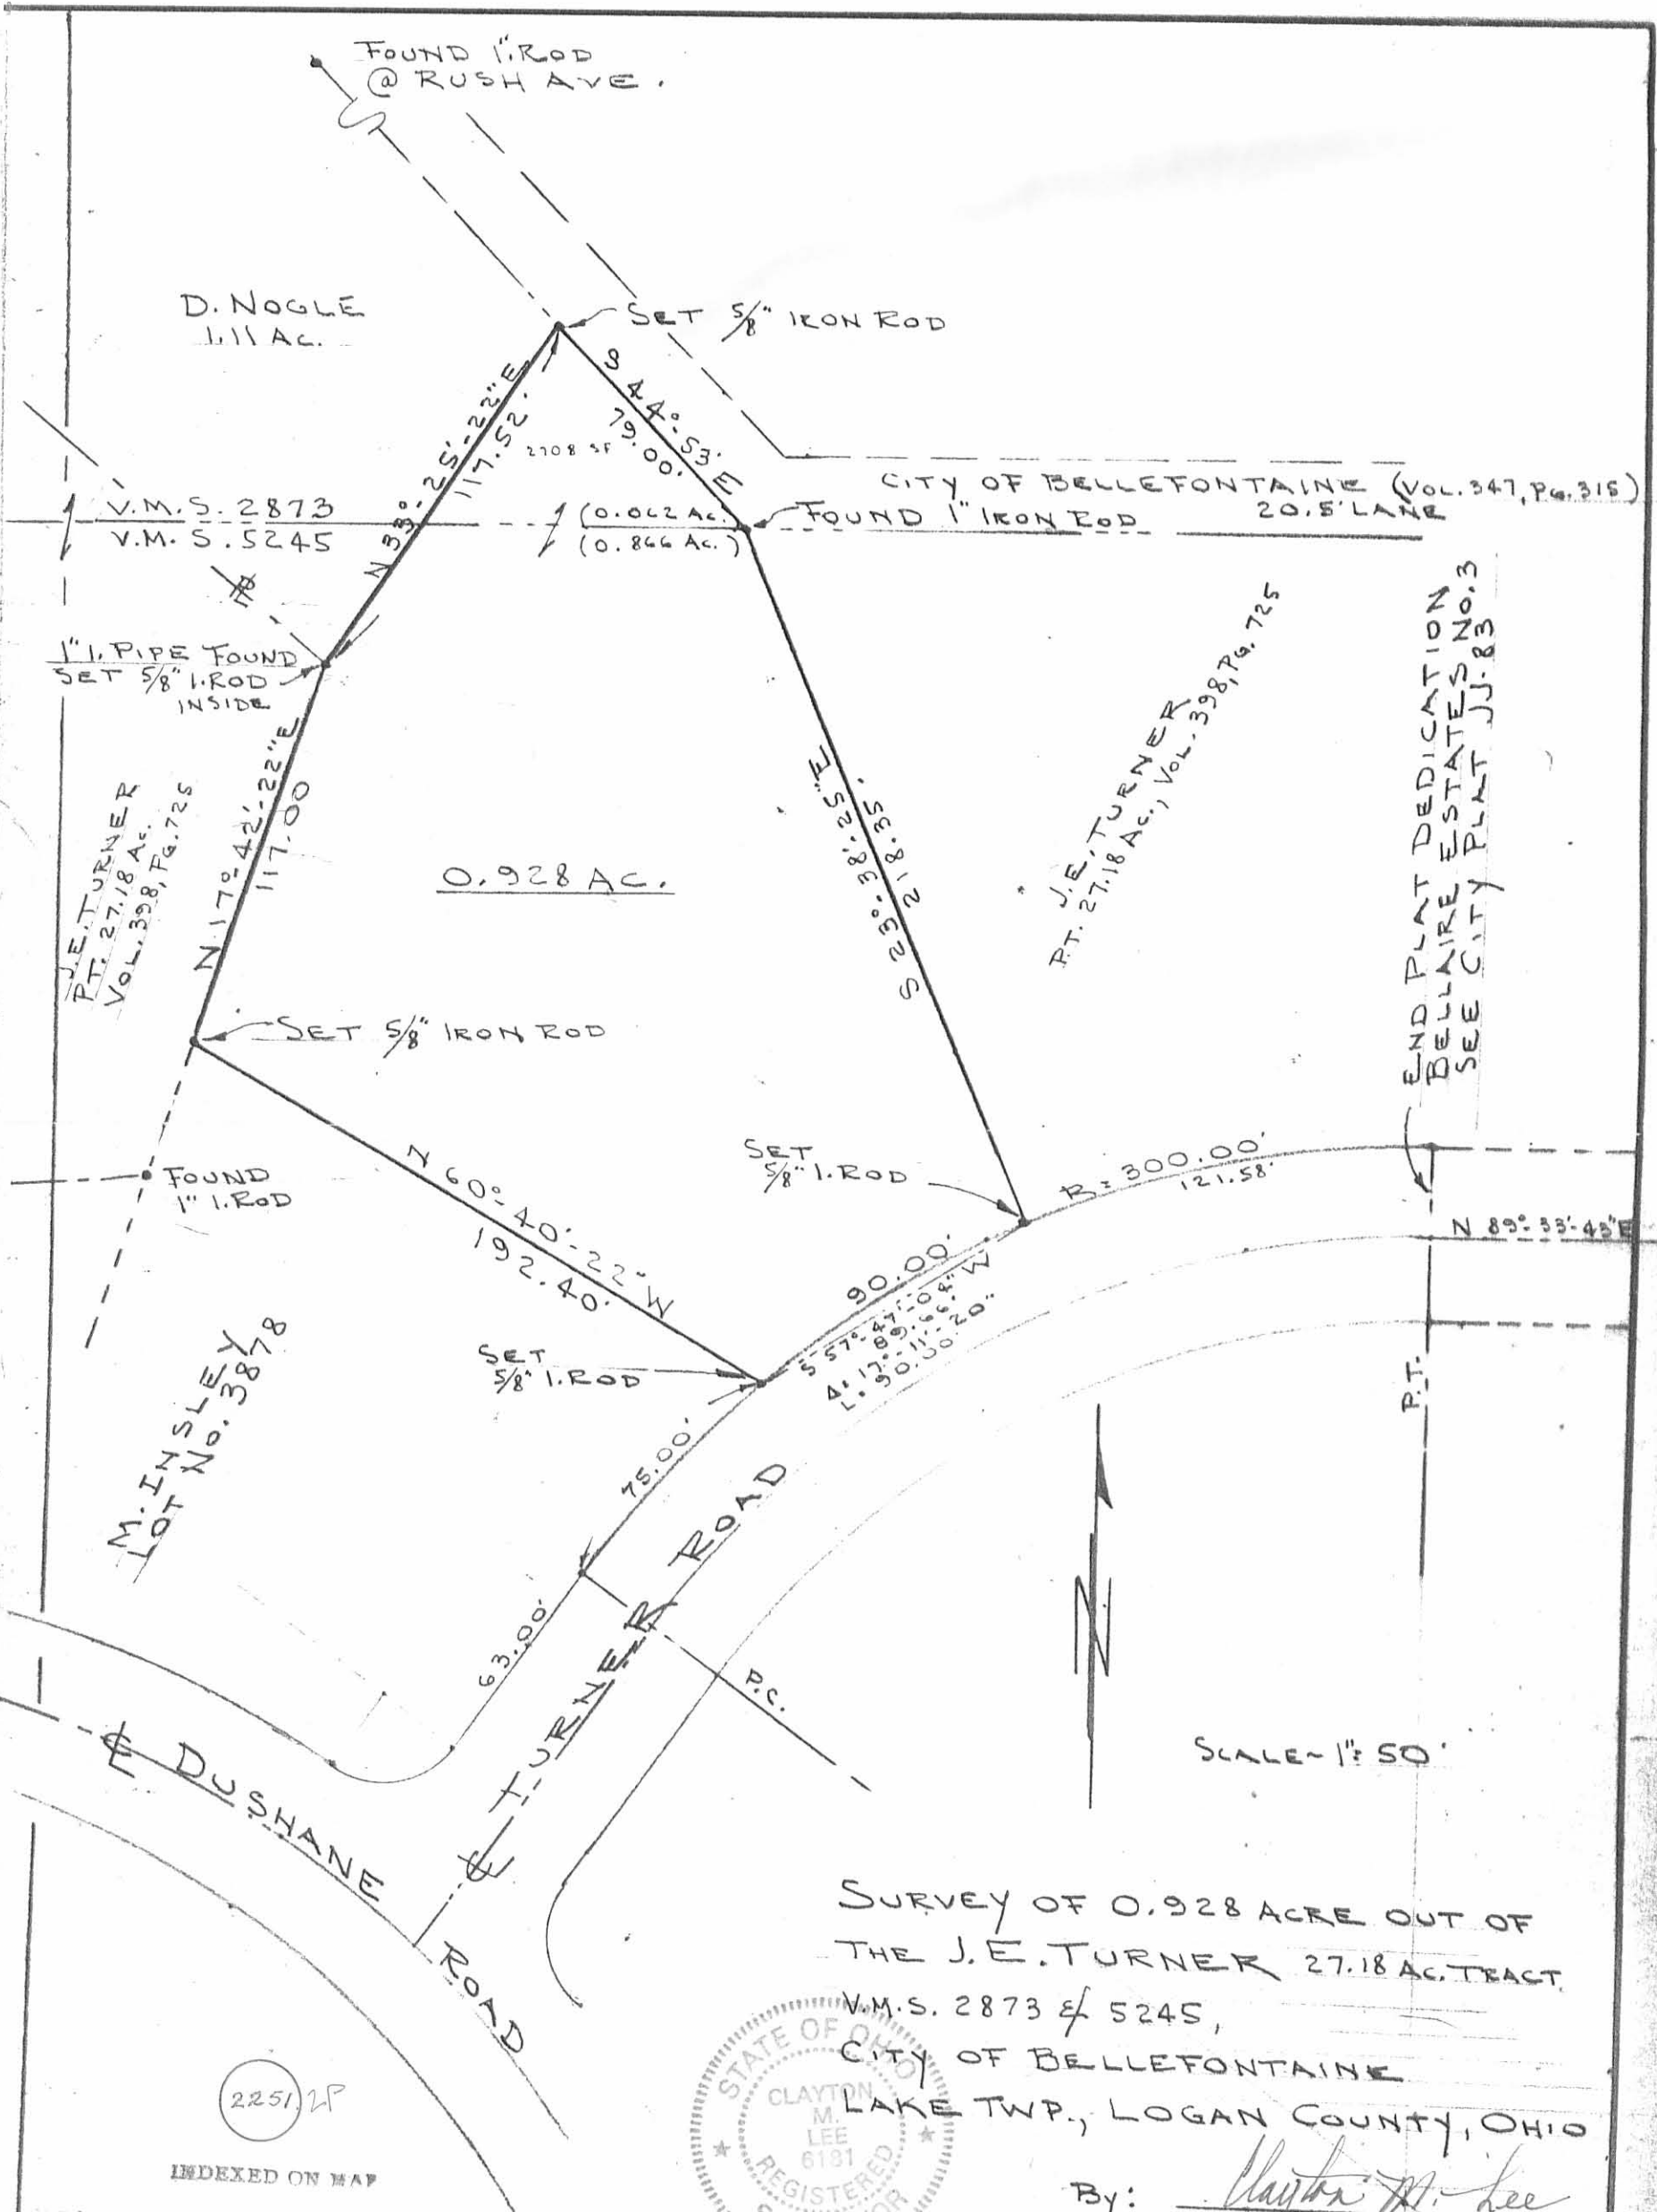 FOUND 1" ROD
@ RUSH AVE.
D. NOGLE
1.11 AC.
SET 5/8" IRON ROD
S 44°-53' E
79.00'
N 33°-25'-22" E
117.52'
2708 SF
CITY OF BELLEFONTAINE (VOL. 347, PG. 315)
20.5' LANE
V.M.S. 2873
V.M.S. 5245
(0.062 AC.)
(0.866 AC.)
FOUND 1" IRON ROD
1" I. PIPE FOUND
SET 5/8" I. ROD
INSIDE
END PLAT DEDICATION
BELLAIRE ESTATES NO. 3
SEE CITY PLAT JJ-83
J.E. TURNER
PT. 27.18 AC., VOL. 398, PG. 725
S 23°-38'-25" E
218.35'
N 17°-42'-22" E
117.00
J.E. TURNER
PT. 27.18 AC.
VOL. 398, PG. 725
0.928 AC.
SET 5/8" IRON ROD
FOUND
1" I. ROD
N 60°-40'-22" W
192.40'
SET
5/8" I. ROD
R = 300.00'
121.58'
N 89°-33'-43" E
90.00'
S 57°-47'-04" W
89.66'
Δ = 17°-11'-20"
L = 90.00'
SET
5/8" I. ROD
P.T.
M. INSLEY
LOT NO. 3878
75.00'
63.00'
P.C.
℄ TURNER ROAD
N
℄ DUSHANE ROAD
SCALE ~ 1" = 50'
SURVEY OF 0.928 ACRE OUT OF
THE J.E. TURNER 27.18 AC. TRACT
V.M.S. 2873 & 5245,
CITY OF BELLEFONTAINE
LAKE TWP., LOGAN COUNTY, OHIO
By: Clayton M. Lee
STATE OF OHIO
CLAYTON
M.
LEE
6181
REGISTERED
2251 2P
INDEXED ON MAP